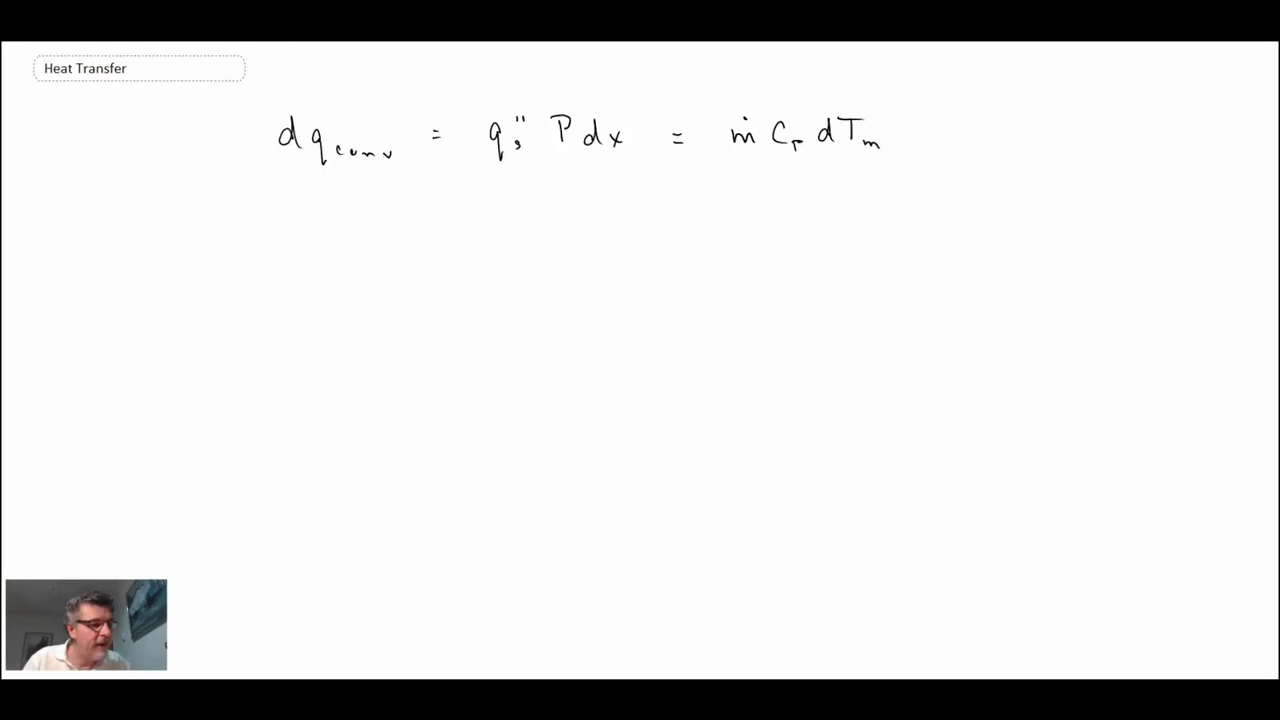 Heat Transfer
dq_conv = q_s'' P dx = ṁ C_p dT_m